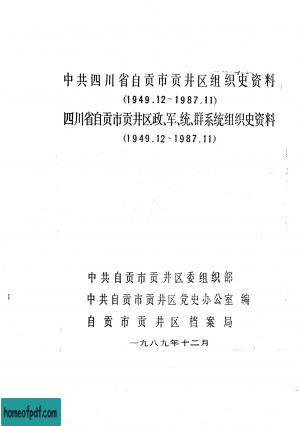 中共四川省自贡市贡井区组织史资料
(1949.12~1987.11)
四川省自贡市贡井区政、军、统、群系统组织史资料
(1949.12~1987.11)
中共自贡市贡井区委组织部
中共自贡市贡井区党史办公室 编
自贡市贡井区档案局
一九八九年十二月
homeofpdf.com
homeofpdf.com